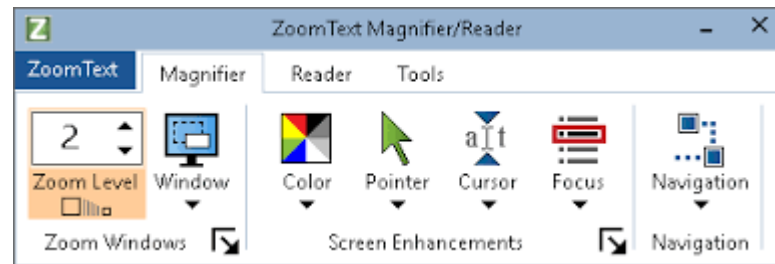 Z ZoomText Magnifier/Reader
ZoomText Magnifier Reader Tools
2 a t
Zoom Level Window Color Pointer Cursor Focus Navigation
Zoom Windows Screen Enhancements Navigation